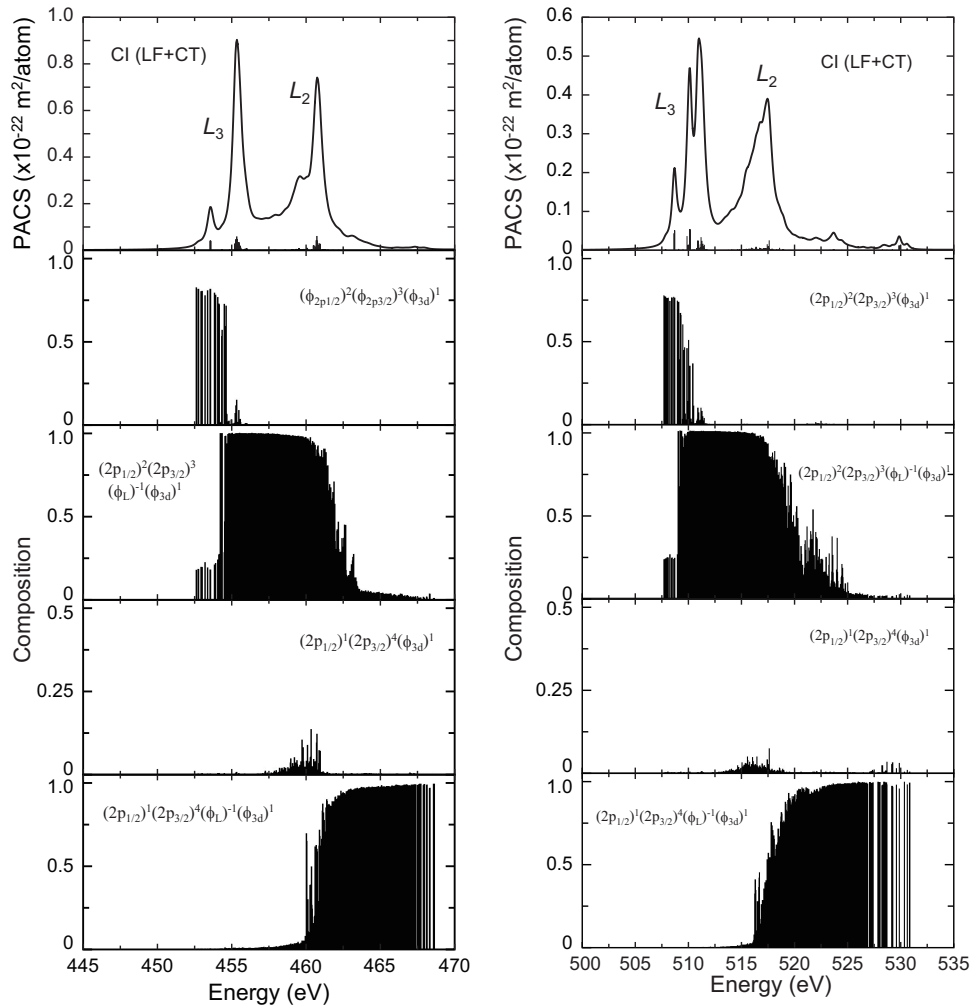 PACS (x10⁻²² m²/atom)
1.0
0.8
0.6
0.4
0.2
0
CI (LF+CT)
L₃
L₂
1.0
0.5
0
(ϕ2p1/2)²(ϕ2p3/2)³(ϕ3d)¹
1.0
0.5
0
(2p1/2)²(2p3/2)³
(ϕL)⁻¹(ϕ3d)¹
Composition
0.5
0.25
0
(2p1/2)¹(2p3/2)⁴(ϕ3d)¹
1.0
0.5
0
(2p1/2)¹(2p3/2)⁴(ϕL)⁻¹(ϕ3d)¹
445 450 455 460 465 470
Energy (eV)
PACS (x10⁻²² m²/atom)
0.6
0.5
0.4
0.3
0.2
0.1
0
CI (LF+CT)
L₃
L₂
1.0
0.5
0
(2p1/2)²(2p3/2)³(ϕ3d)¹
1.0
0.5
0
(2p1/2)²(2p3/2)³(ϕL)⁻¹(ϕ3d)¹
Composition
0.5
0.25
0
(2p1/2)¹(2p3/2)⁴(ϕ3d)¹
1.0
0.5
0
(2p1/2)¹(2p3/2)⁴(ϕL)⁻¹(ϕ3d)¹
500 505 510 515 520 525 530 535
Energy (eV)